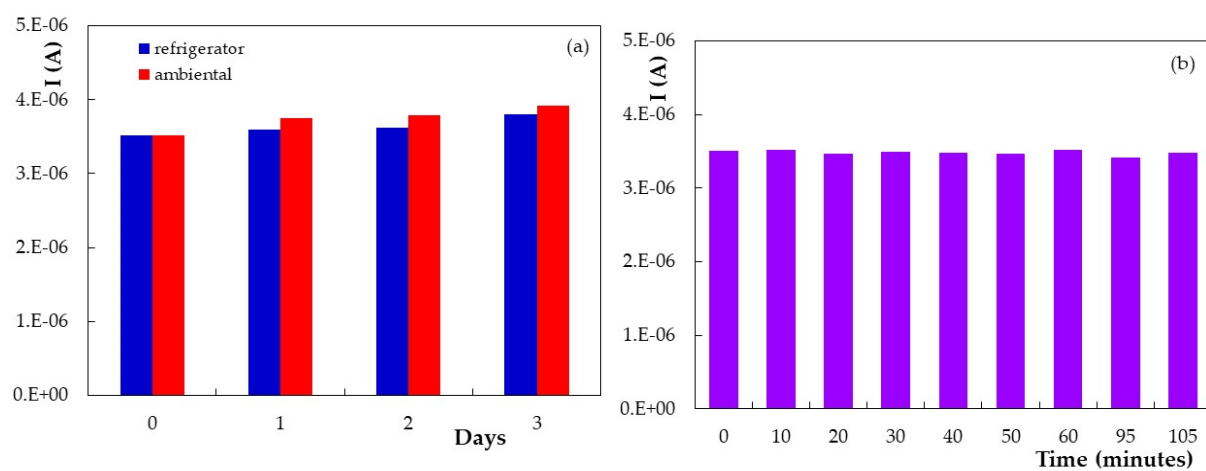 (a)
I (A)
5.E-06
4.E-06
3.E-06
2.E-06
1.E-06
0.E+00
refrigerator
ambiental
0 1 2 3
Days
(b)
I (A)
5.E-06
4.E-06
3.E-06
2.E-06
1.E-06
0.E+00
0 10 20 30 40 50 60 95 105
Time (minutes)